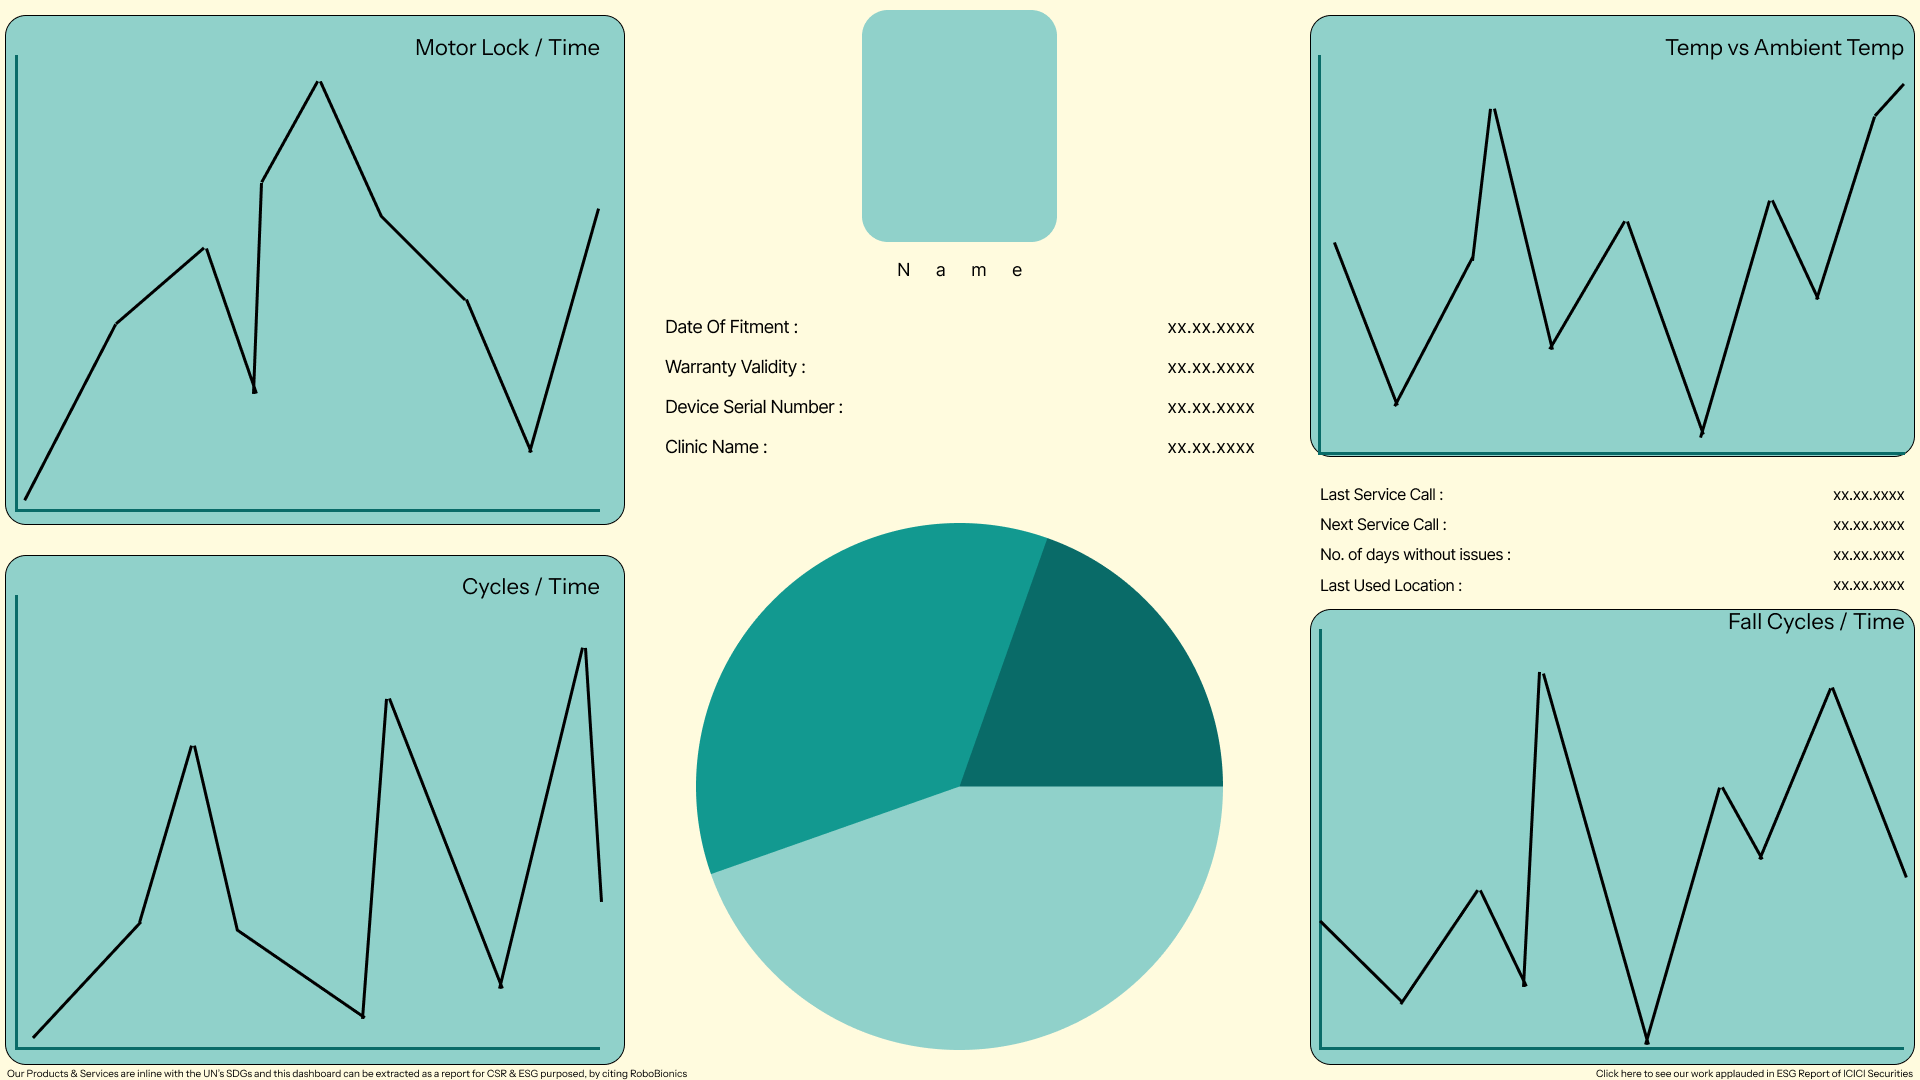 Motor Lock / Time
Temp vs Ambient Temp
Name
Date Of Fitment : xx.xx.xxxx
Warranty Validity : xx.xx.xxxx
Device Serial Number : xx.xx.xxxx
Clinic Name : xx.xx.xxxx
Last Service Call : xx.xx.xxxx
Next Service Call : xx.xx.xxxx
No. of days without issues : xx.xx.xxxx
Last Used Location : xx.xx.xxxx
Cycles / Time
Fall Cycles / Time
Our Products & Services are inline with the UN's SDGs and this dashboard can be extracted as a report for CSR & ESG purposed, by citing RoboBionics
Click here to see our work applauded in ESG Report of ICICI Securities